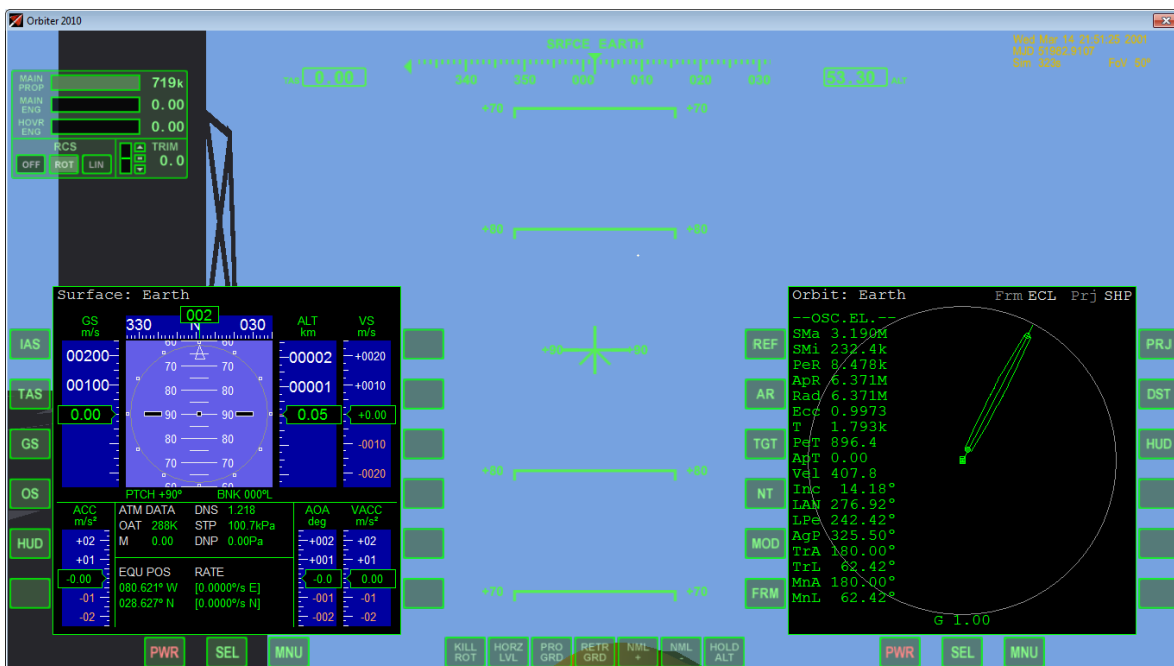 Orbiter 2010
Wed Mar 14 21:51:25 2001
MJD 51982.9107
Sim 323s FoV 50°
SRFCE EARTH
TAS 0.00
53.30 ALT
340 350 000 010 020 030
MAIN PROP 719k
MAIN ENG 0.00
HOVR ENG 0.00
RCS TRIM
OFF ROT LIN 0.0
+70 +70
+80 +80
+90 +90
+80 +80
+70 +70
Surface: Earth
002
GS m/s 330 N 030 ALT km VS m/s
60 60
00200 70 70 00002 +0020
00100 80 80 00001 +0010
0.00 90 90 0.05 +0.00
80 80 -0010
70 70 -0020
60 60
PTCH +90° BNK 000°L
ACC m/s² ATM DATA DNS 1.218 AOA deg VACC m/s²
OAT 288K STP 100.7kPa
M 0.00 DNP 0.00Pa
+02 +002 +02
+01 +001 +01
-0.00 -0.0 0.00
-01 -001 -01
-02 -002 -02
EQU POS RATE
080.621° W [0.0000°/s E]
028.627° N [0.0000°/s N]
IAS
TAS
GS
OS
HUD
PWR SEL MNU
KILL ROT
HORZ LVL
PRO GRD
RETR GRD
NML +
NML -
HOLD ALT
REF
AR
TGT
NT
MOD
FRM
Orbit: Earth Frm ECL Prj SHP
--OSC.EL.--
SMa 3.190M
SMi 232.4k
PeR 8.478k
ApR 6.371M
Rad 6.371M
Ecc 0.9973
T 1.793k
PeT 896.4
ApT 0.00
Vel 407.8
Inc 14.18°
LAN 276.92°
LPe 242.42°
AgP 325.50°
TrA 180.00°
TrL 62.42°
MnA 180.00°
MnL 62.42°
G 1.00
PRJ
DST
HUD
PWR SEL MNU